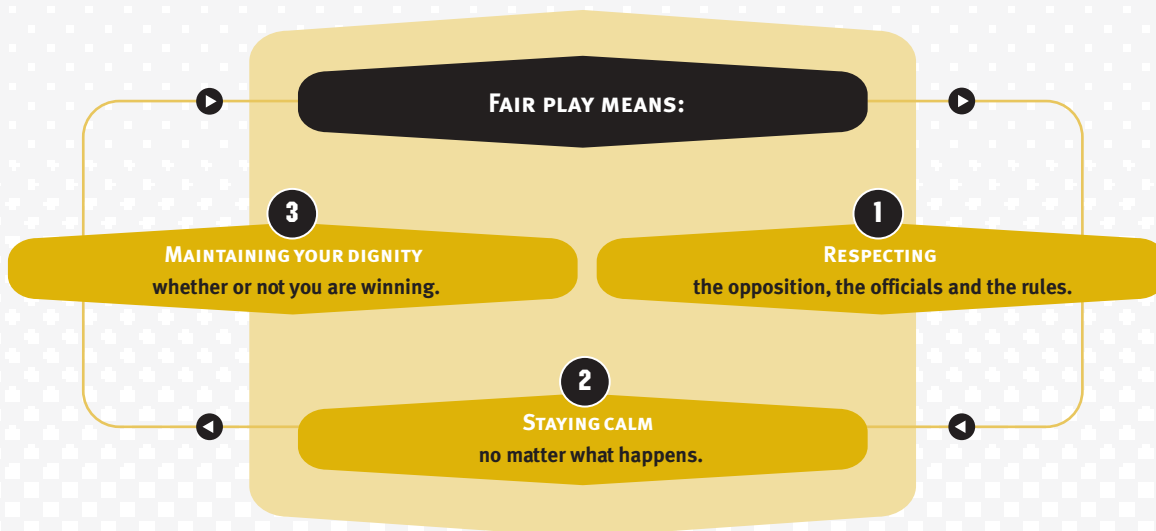 FAIR PLAY MEANS:
1
RESPECTING
the opposition, the officials and the rules.
2
STAYING CALM
no matter what happens.
3
MAINTAINING YOUR DIGNITY
whether or not you are winning.